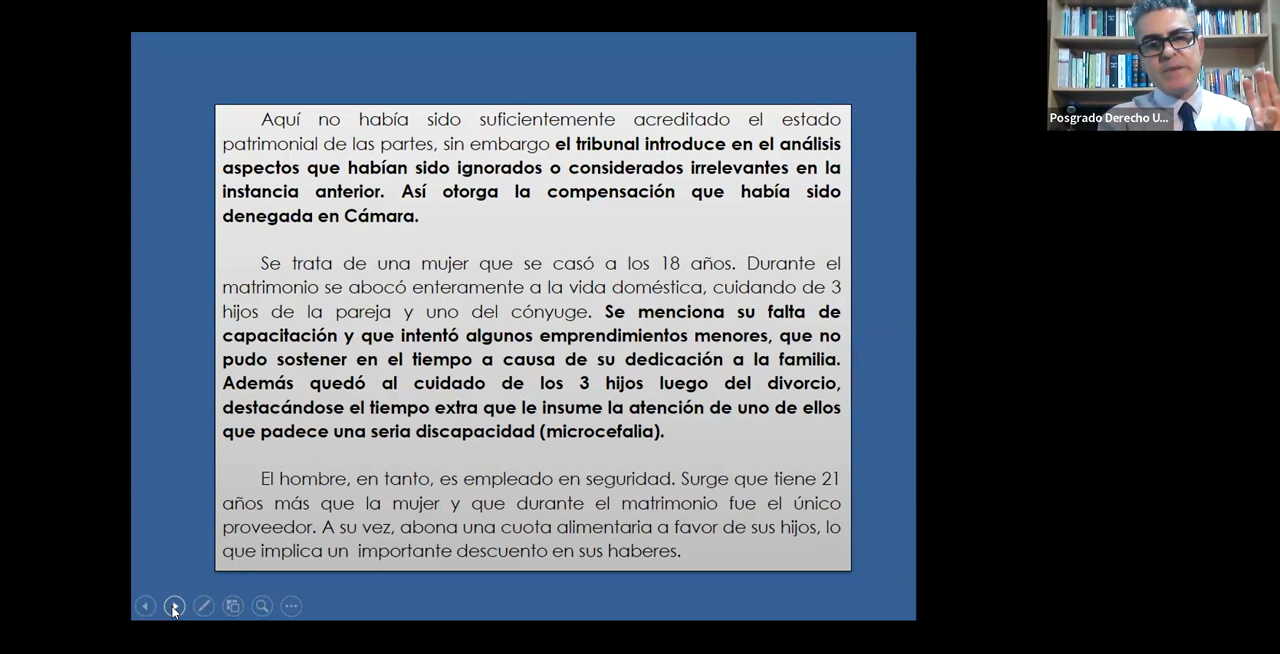 Aquí no había sido suficientemente acreditado el estado
patrimonial de las partes, sin embargo el tribunal introduce en el análisis
aspectos que habían sido ignorados o considerados irrelevantes en la
instancia anterior. Así otorga la compensación que había sido
denegada en Cámara.
Se trata de una mujer que se casó a los 18 años. Durante el
matrimonio se abocó enteramente a la vida doméstica, cuidando de 3
hijos de la pareja y uno del cónyuge. Se menciona su falta de
capacitación y que intentó algunos emprendimientos menores, que no
pudo sostener en el tiempo a causa de su dedicación a la familia.
Además quedó al cuidado de los 3 hijos luego del divorcio,
destacándose el tiempo extra que le insume la atención de uno de ellos
que padece una seria discapacidad (microcefalia).
El hombre, en tanto, es empleado en seguridad. Surge que tiene 21
años más que la mujer y que durante el matrimonio fue el único
proveedor. A su vez, abona una cuota alimentaria a favor de sus hijos, lo
que implica un importante descuento en sus haberes.
Posgrado Derecho U...